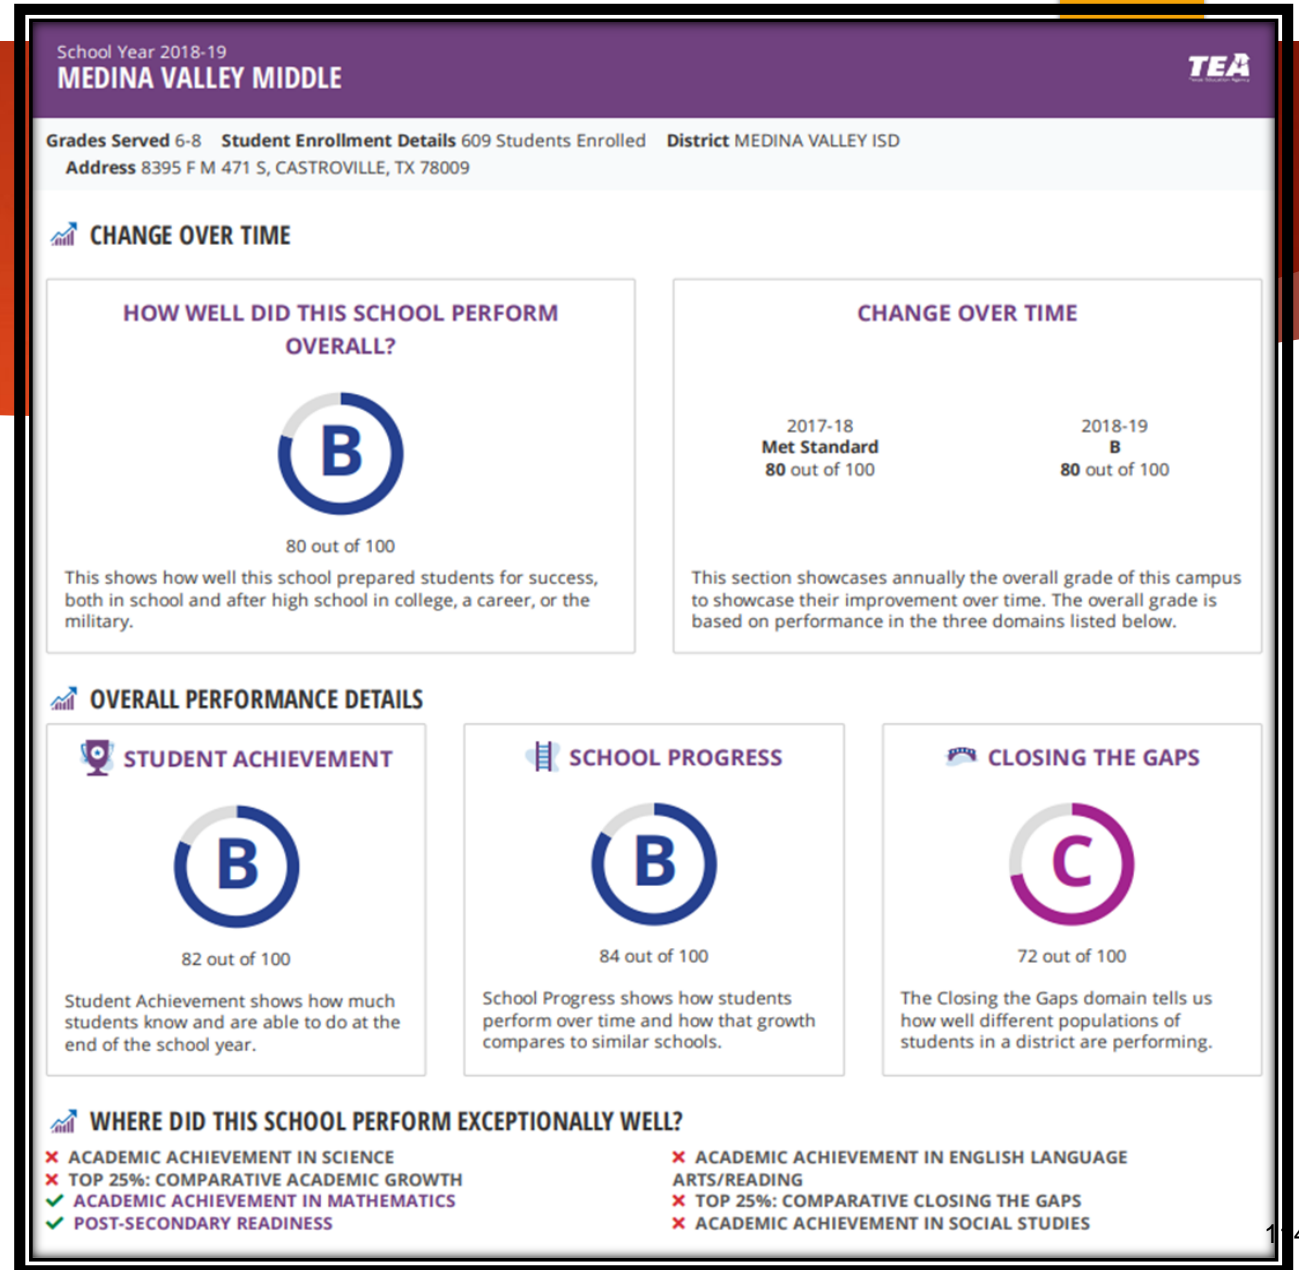 School Year 2018-19
MEDINA VALLEY MIDDLE
TEA
Grades Served 6-8 Student Enrollment Details 609 Students Enrolled District MEDINA VALLEY ISD
Address 8395 F M 471 S, CASTROVILLE, TX 78009
CHANGE OVER TIME
HOW WELL DID THIS SCHOOL PERFORM
OVERALL?
B
80 out of 100
This shows how well this school prepared students for success,
both in school and after high school in college, a career, or the
military.
CHANGE OVER TIME
2017-18
Met Standard
80 out of 100
2018-19
B
80 out of 100
This section showcases annually the overall grade of this campus
to showcase their improvement over time. The overall grade is
based on performance in the three domains listed below.
OVERALL PERFORMANCE DETAILS
STUDENT ACHIEVEMENT
B
82 out of 100
Student Achievement shows how much
students know and are able to do at the
end of the school year.
SCHOOL PROGRESS
B
84 out of 100
School Progress shows how students
perform over time and how that growth
compares to similar schools.
CLOSING THE GAPS
C
72 out of 100
The Closing the Gaps domain tells us
how well different populations of
students in a district are performing.
WHERE DID THIS SCHOOL PERFORM EXCEPTIONALLY WELL?
ACADEMIC ACHIEVEMENT IN SCIENCE
TOP 25%: COMPARATIVE ACADEMIC GROWTH
ACADEMIC ACHIEVEMENT IN MATHEMATICS
POST-SECONDARY READINESS
ACADEMIC ACHIEVEMENT IN ENGLISH LANGUAGE
ARTS/READING
TOP 25%: COMPARATIVE CLOSING THE GAPS
ACADEMIC ACHIEVEMENT IN SOCIAL STUDIES